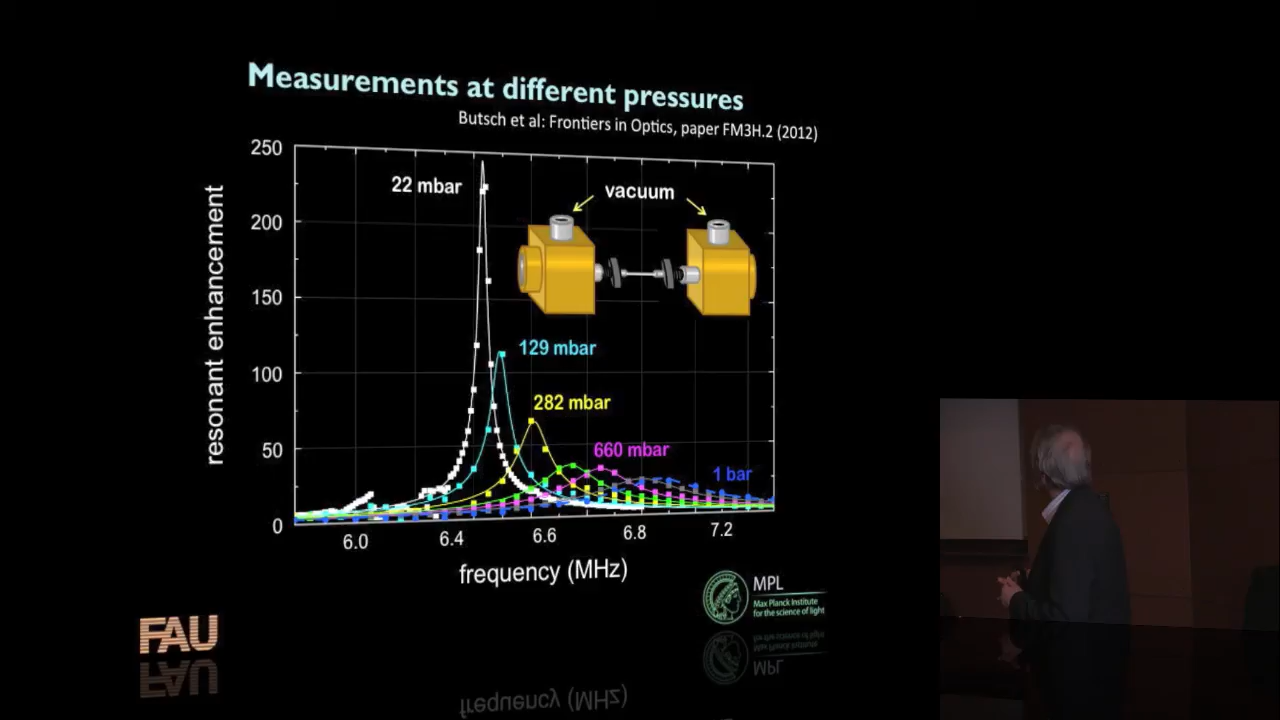 Measurements at different pressures
Butsch et al: Frontiers in Optics, paper FM3H.2 (2012)
250
200
150
100
50
0
resonant enhancement
22 mbar
vacuum
129 mbar
282 mbar
660 mbar
1 bar
6.0
6.4
6.6
6.8
7.2
frequency (MHz)
FAU
MPL
Max Planck Institute
for the science of light